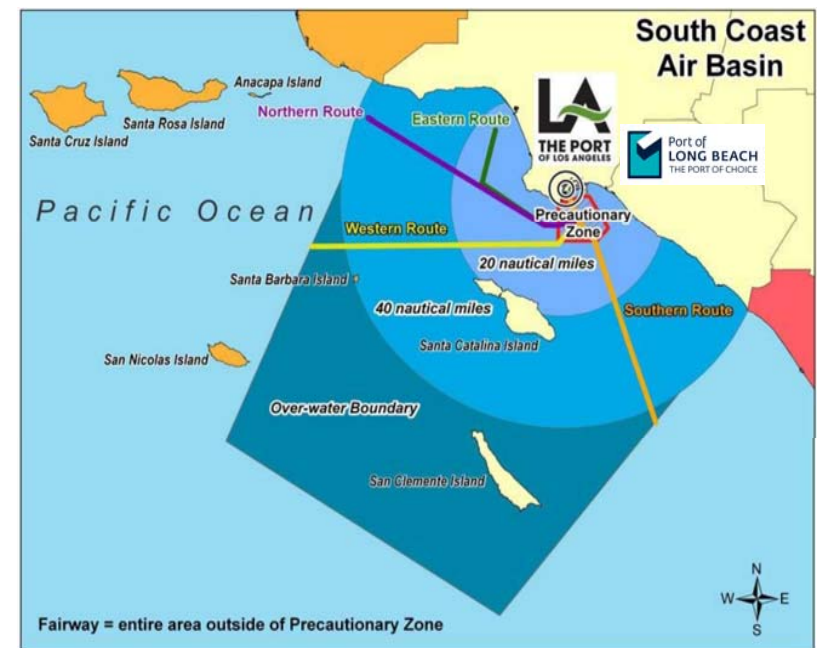 South Coast
Air Basin
Anacapa Island
Northern Route
Eastern Route
LA
THE PORT
OF LOS ANGELES
Port of
LONG BEACH
THE PORT OF CHOICE
Santa Rosa Island
Santa Cruz Island
Pacific Ocean
Precautionary
Zone
Western Route
20 nautical miles
Santa Barbara Island
40 nautical miles
Southern Route
Santa Catalina Island
San Nicolas Island
Over-water Boundary
San Clemente Island
N
W E
S
Fairway = entire area outside of Precautionary Zone